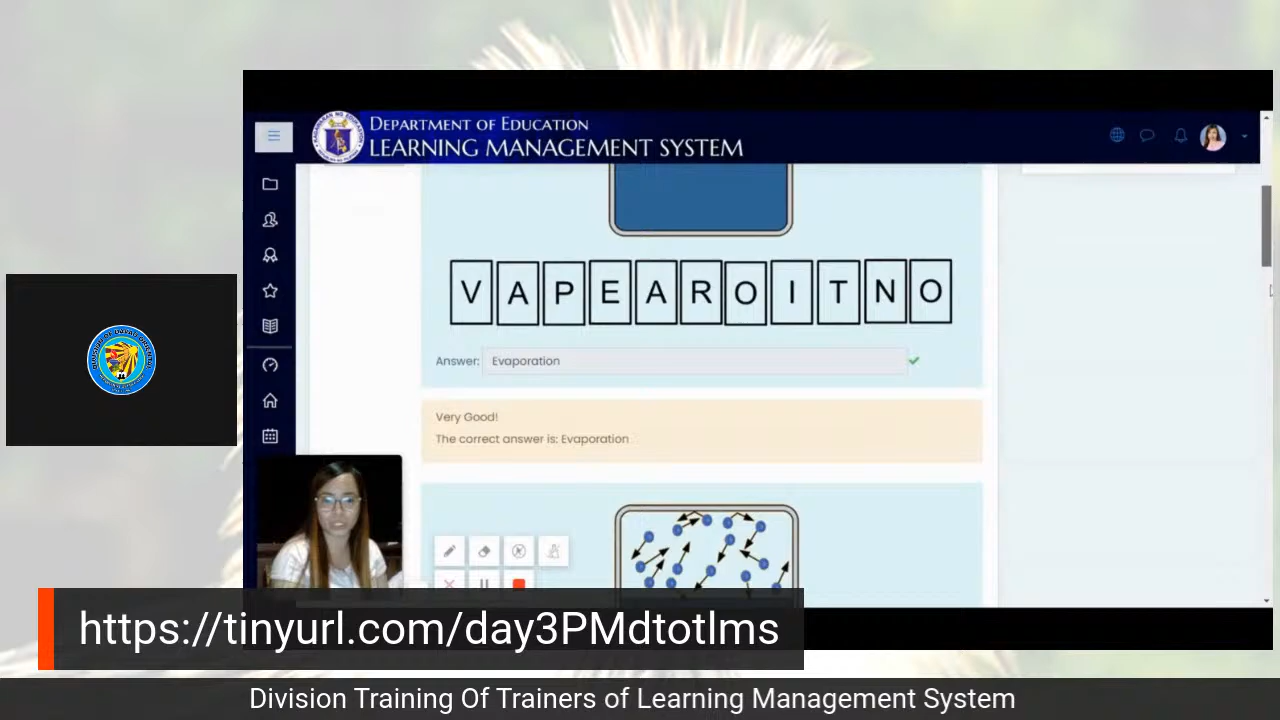 DEPARTMENT OF EDUCATION
LEARNING MANAGEMENT SYSTEM
V A P E A R O I T N O
Answer: Evaporation
Very Good!
The correct answer is: Evaporation
https://tinyurl.com/day3PMdtotlms
Division Training Of Trainers of Learning Management System